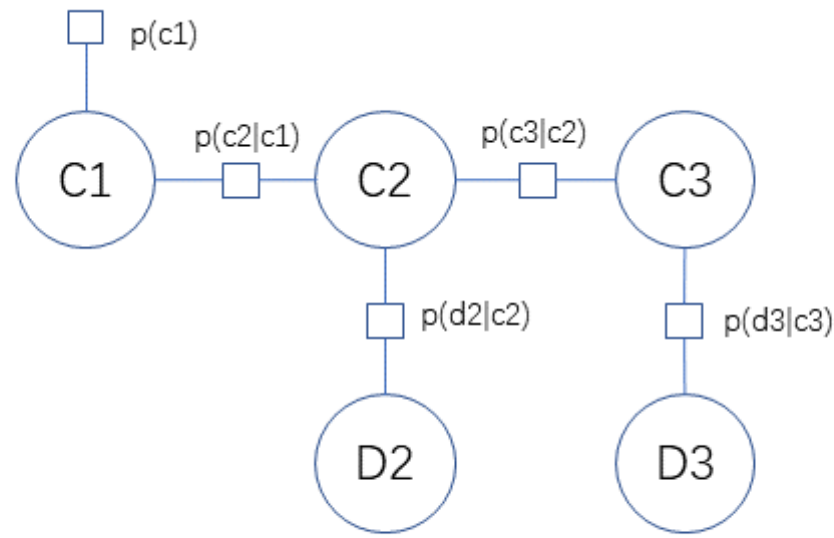 p(c1)
p(c2|c1)
p(c3|c2)
C1
C2
C3
p(d2|c2)
p(d3|c3)
D2
D3